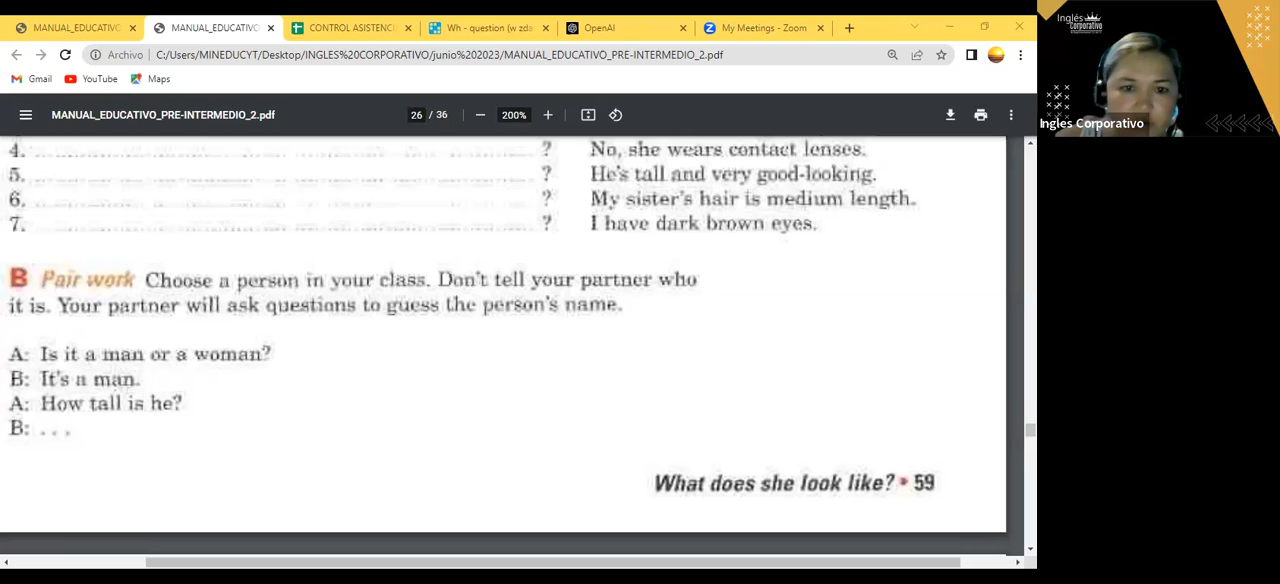 MANUAL_EDUCATIVO
MANUAL_EDUCATIVO
CONTROL ASISTENCI
Wh - question (w zda
OpenAI
My Meetings - Zoom
Archivo
C:/Users/MINEDUCYT/Desktop/INGLES%20CORPORATIVO/junio%202023/MANUAL_EDUCATIVO_PRE-INTERMEDIO_2.pdf
Gmail
YouTube
Maps
MANUAL_EDUCATIVO_PRE-INTERMEDIO_2.pdf
26 / 36
200%
4. ? No, she wears contact lenses.
5. ? He's tall and very good-looking.
6. ? My sister's hair is medium length.
7. ? I have dark brown eyes.
B Pair work Choose a person in your class. Don't tell your partner who
it is. Your partner will ask questions to guess the person's name.
A: Is it a man or a woman?
B: It's a man.
A: How tall is he?
B: . . .
What does she look like? • 59
Inglés
Corporativo
Ingles Corporativo